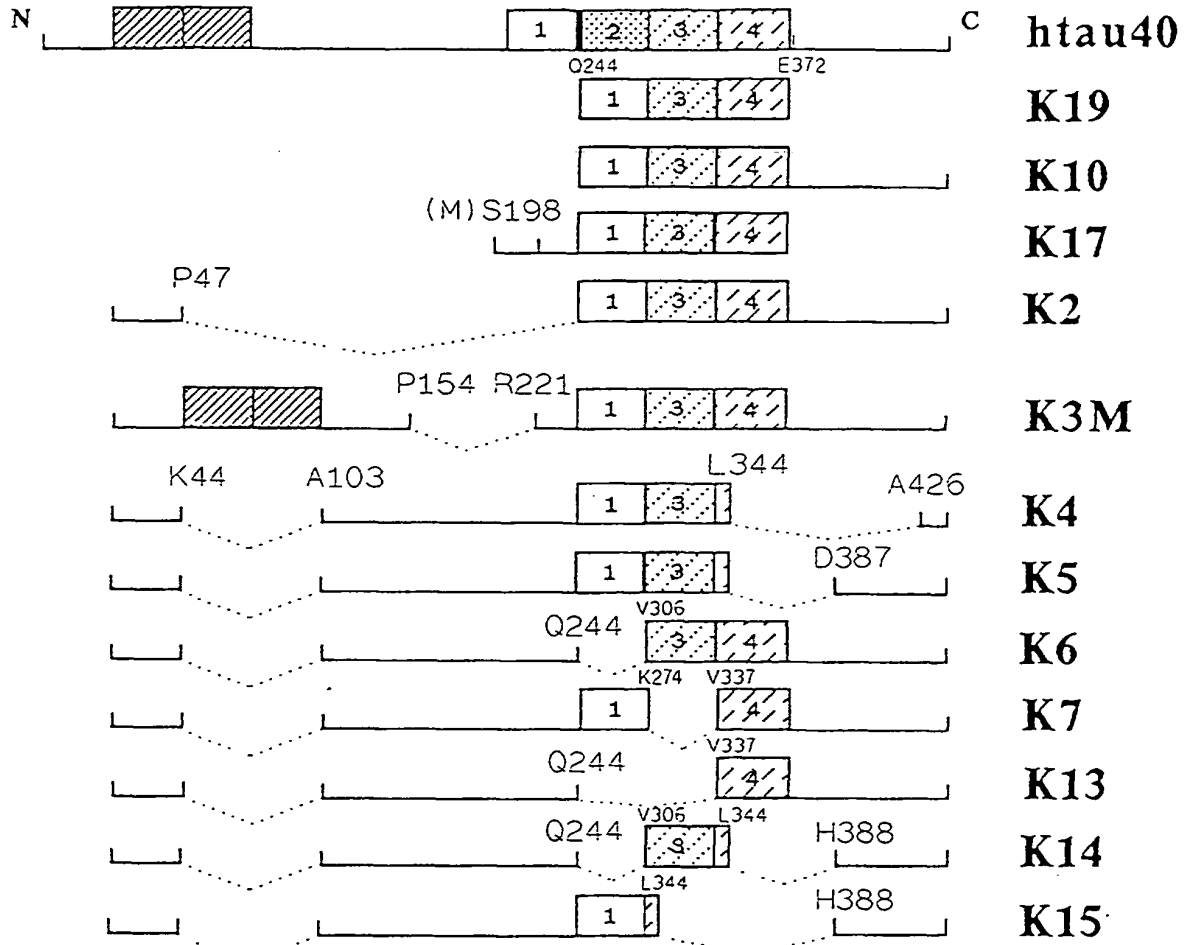 N 1 2 3 4 C htau40
Q244 E372
1 3 4 K19
1 3 4 K10
(M)S198
1 3 4 K17
P47
1 3 4 K2
P154 R221
1 3 4 K3M
K44 A103 L344 A426
1 3 K4
D387
1 3 K5
V306
Q244
3 4 K6
K274 V337
1 4 K7
V337
Q244
4 K13
V306 L344
Q244 H388
3 K14
L344
H388
1 K15